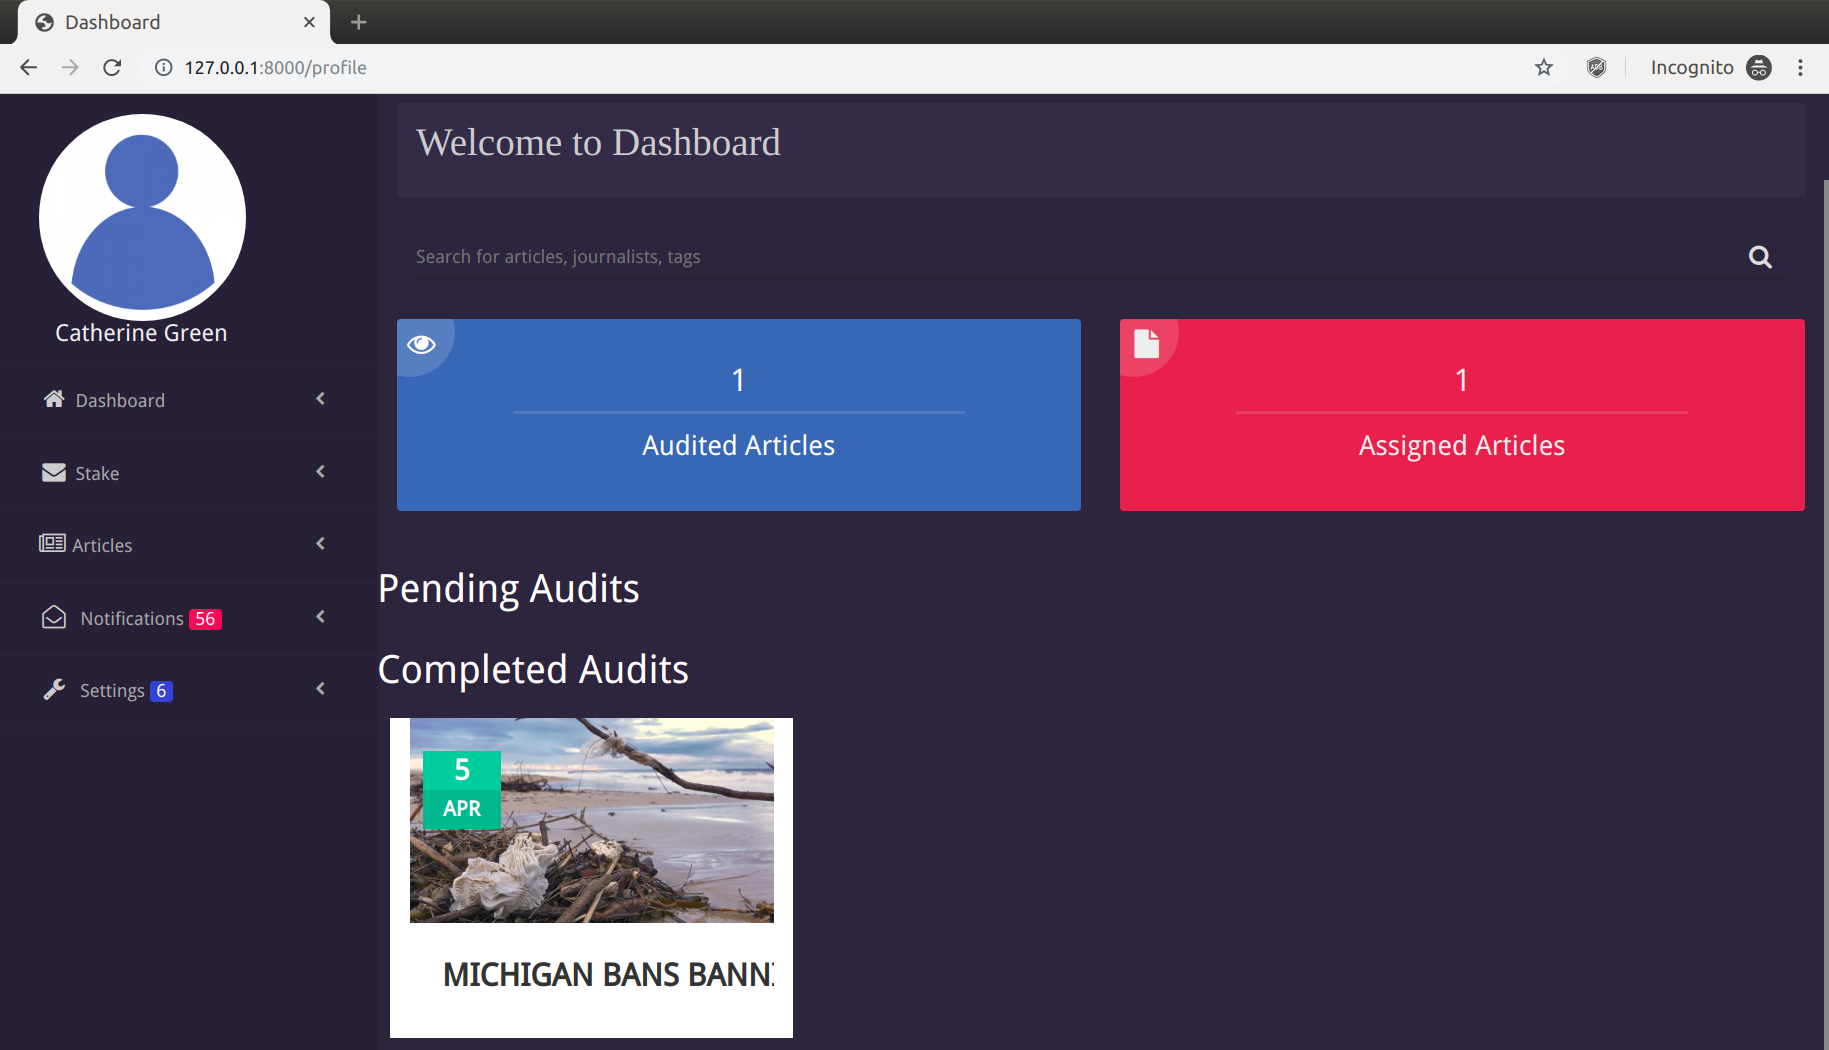 Dashboard
127.0.0.1:8000/profile
Incognito
Catherine Green
Dashboard
Stake
Articles
Notifications 56
Settings 6
Welcome to Dashboard
Search for articles, journalists, tags
1
Audited Articles
1
Assigned Articles
Pending Audits
Completed Audits
5
APR
MICHIGAN BANS BANN